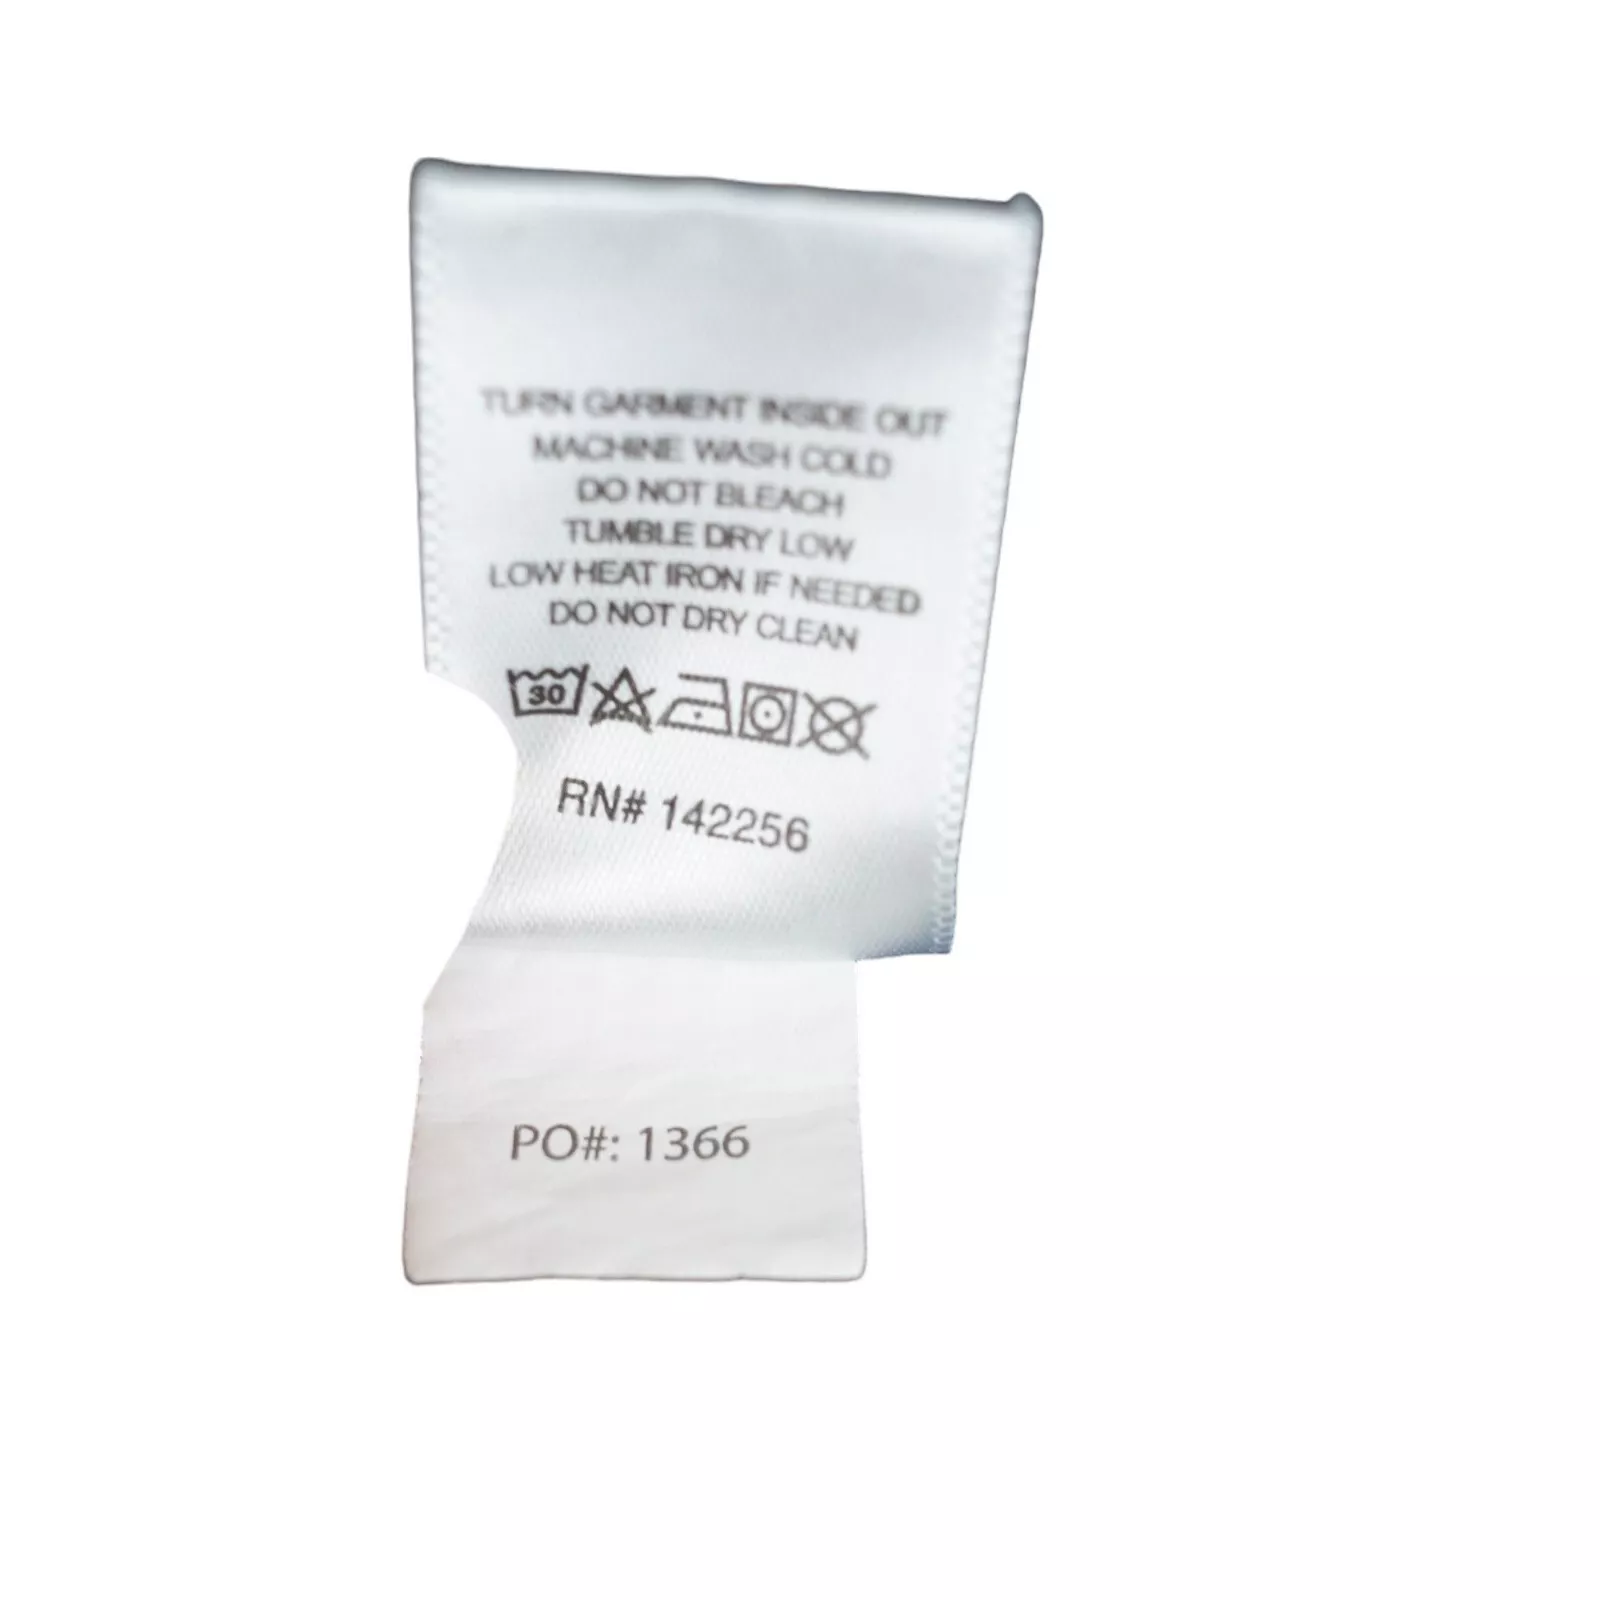 TURN GARMENT INSIDE OUT
MACHINE WASH COLD
DO NOT BLEACH
TUMBLE DRY LOW
LOW HEAT IRON IF NEEDED
DO NOT DRY CLEAN
30
RN# 142256
PO#: 1366